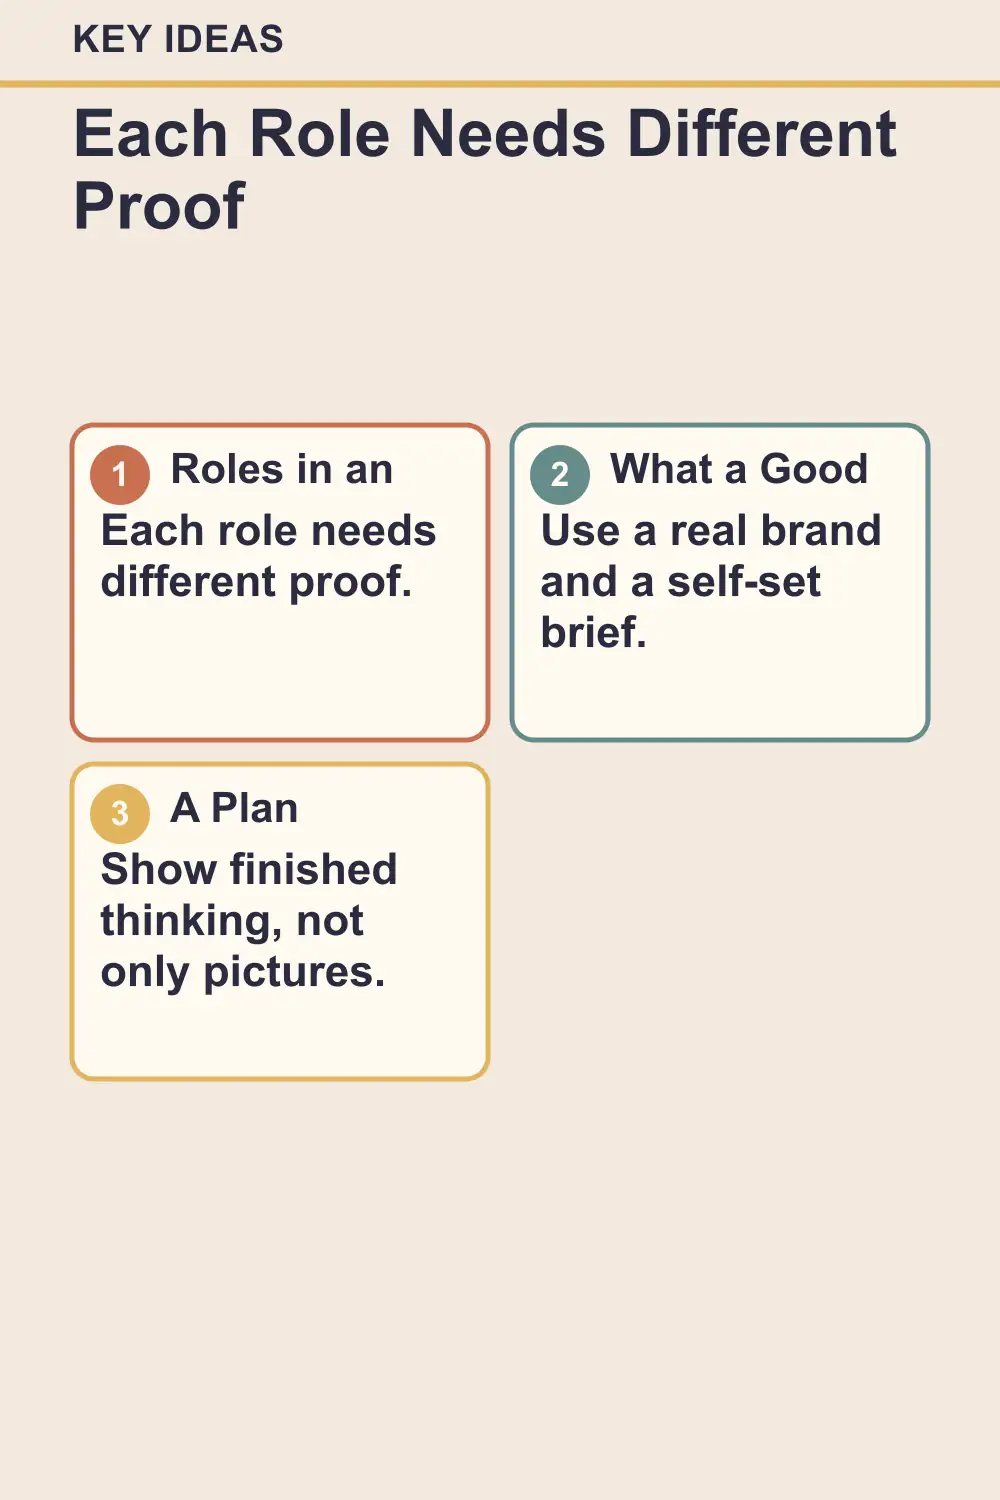 KEY IDEAS
Each Role Needs Different
Proof
1
Roles in an
Each role needs
different proof.
2
What a Good
Use a real brand
and a self-set
brief.
3
A Plan
Show finished
thinking, not
only pictures.